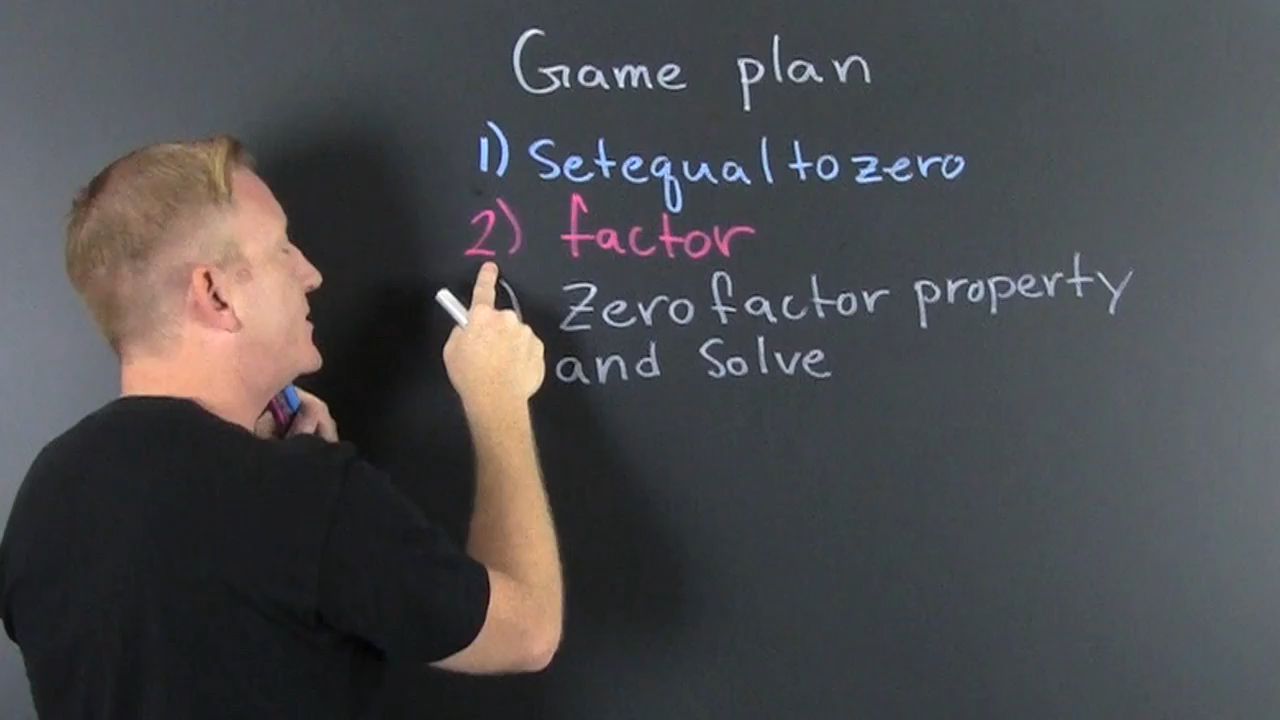 Game plan
1) Set equal to zero
2) factor
) Zero factor property
and Solve